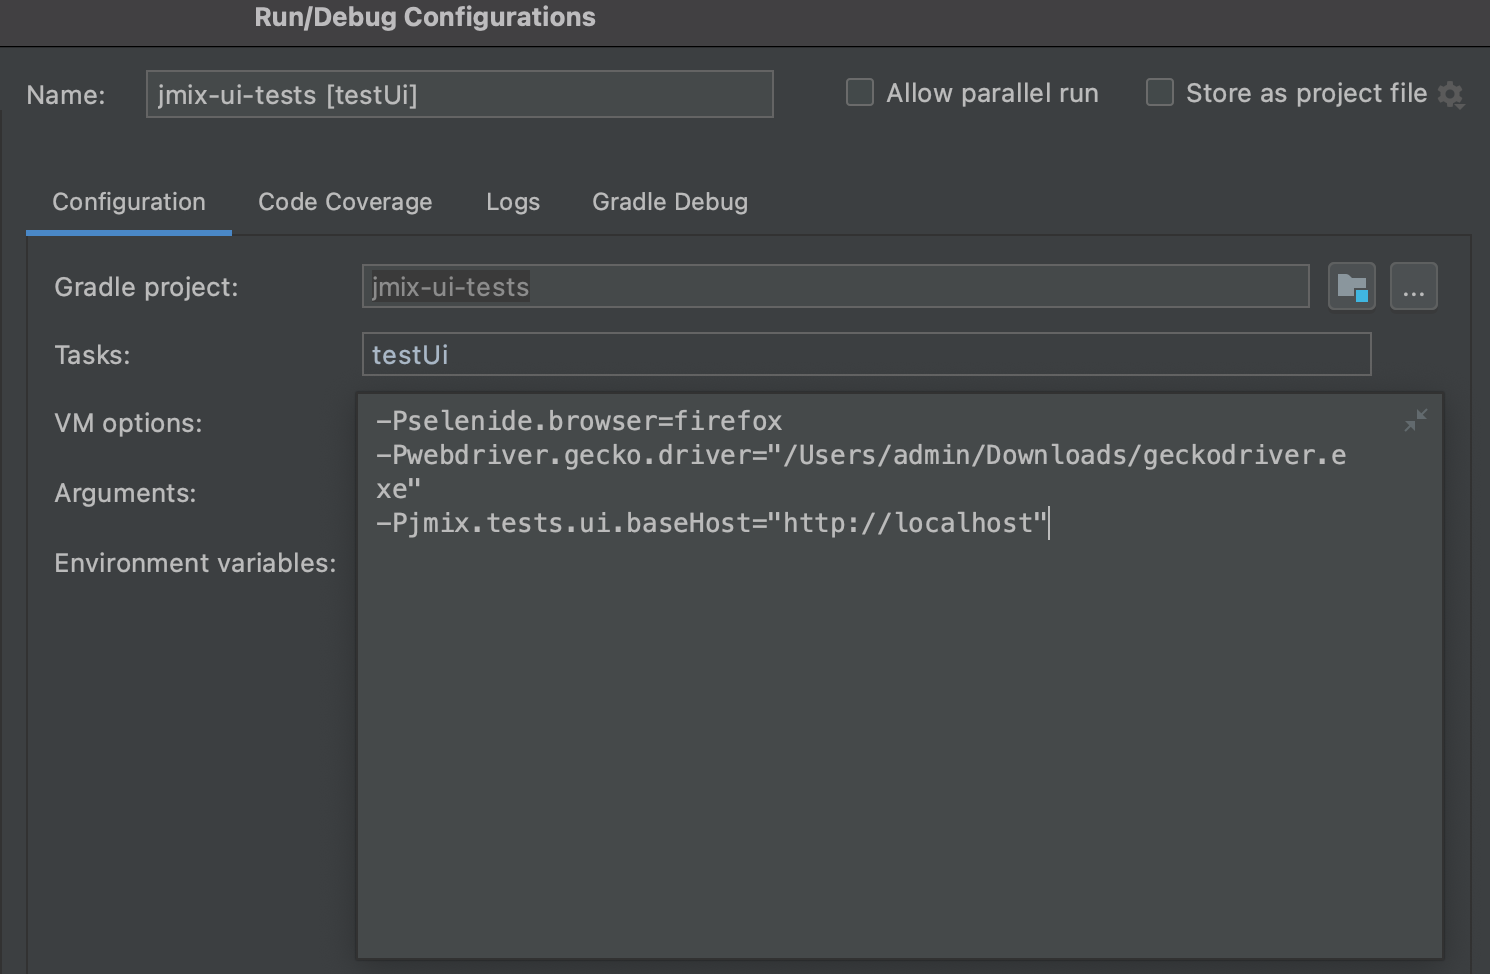 Run/Debug Configurations
Name: jmix-ui-tests [testUi] Allow parallel run Store as project file
Configuration Code Coverage Logs Gradle Debug
Gradle project: jmix-ui-tests ...
Tasks: testUi
VM options: -Pselenide.browser=firefox
-Pwebdriver.gecko.driver="/Users/admin/Downloads/geckodriver.e
Arguments: xe"
-Pjmix.tests.ui.baseHost="http://localhost"
Environment variables: